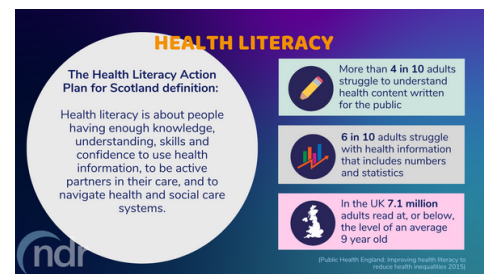 HEALTH LITERACY
The Health Literacy Action
Plan for Scotland definition:
Health literacy is about people
having enough knowledge,
understanding, skills and
confidence to use health
information, to be active
partners in their care, and to
navigate health and social care
systems.
More than 4 in 10 adults
struggle to understand
health content written
for the public
6 in 10 adults struggle
with health information
that includes numbers
and statistics
In the UK 7.1 million
adults read at, or below,
the level of an average
9 year old
ndr
(Public Health England: Improving health literacy to
reduce health inequalities 2015)